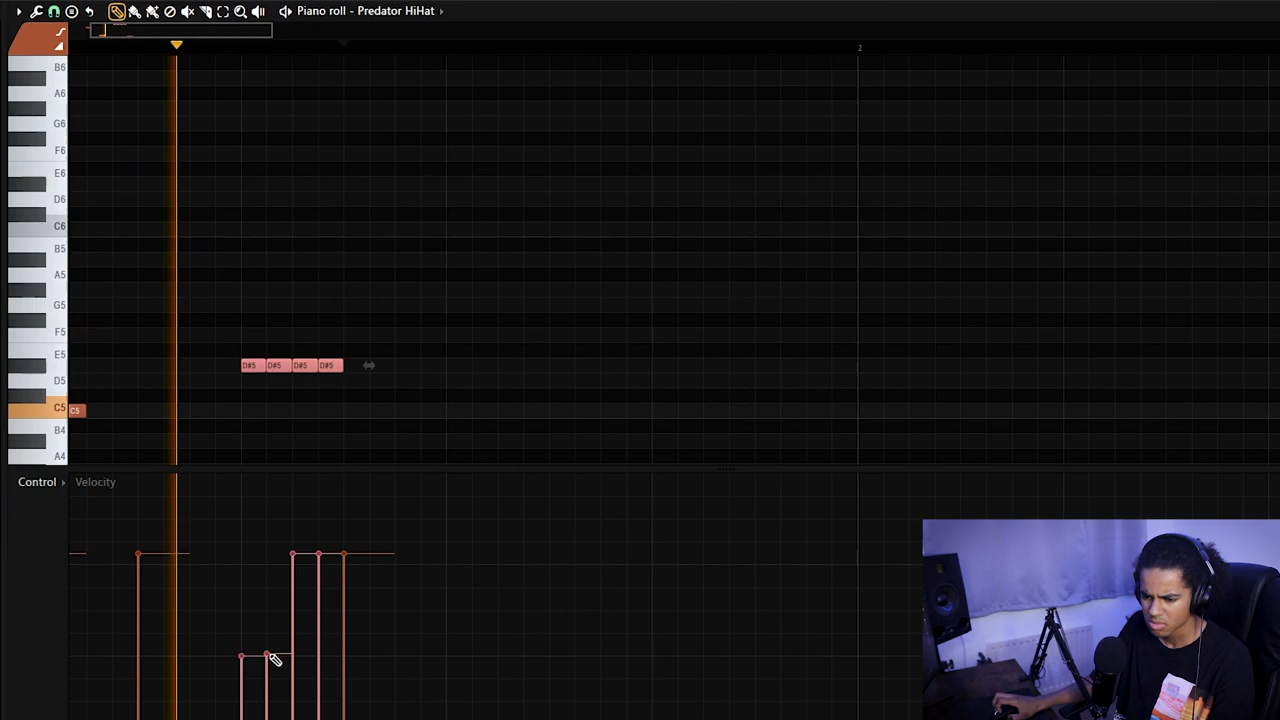 Piano roll - Predator HiHat
2
B6
A6
G6
F6
E6
D6
C6
B5
A5
G5
F5
E5
D#5 D#5 D#5 D#5
D5
C5 C5
B4
A4
Control Velocity